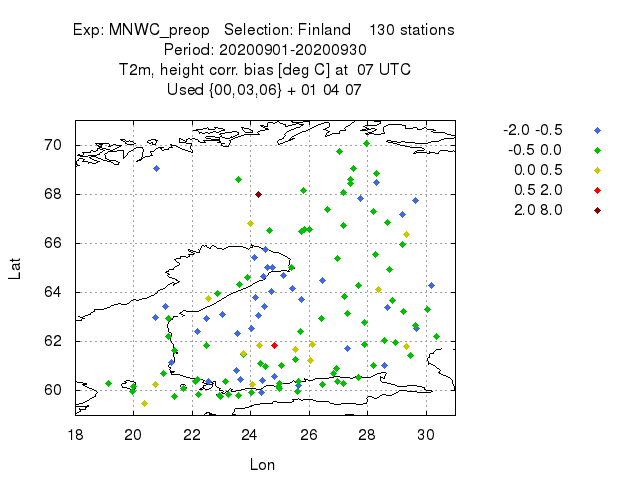 Exp: MNWC_preop   Selection: Finland    130 stations
Period: 20200901-20200930
T2m, height corr. bias [deg C] at  07 UTC
Used {00,03,06} + 01 04 07
-2.0 -0.5
-0.5 0.0
0.0 0.5
0.5 2.0
2.0 8.0
70
68
66
64
62
60
Lat
18 20 22 24 26 28 30
Lon